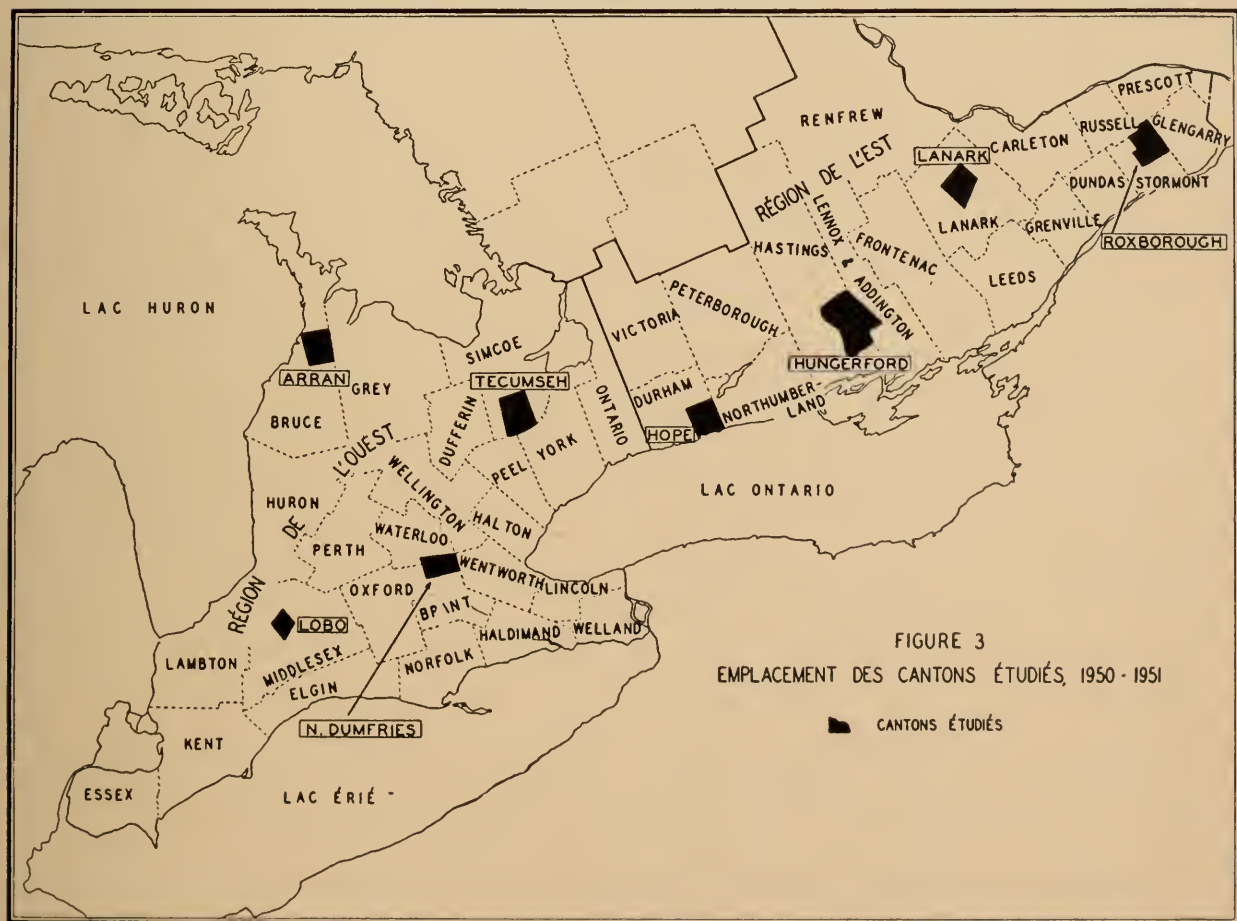 PRESCOTT
RENFREW
RUSSELL
GLENGARRY
CARLETON
LANARK
RÉGION DE L'EST
DUNDAS
STORMONT
LANARK
GRENVILLE
ROXBOROUGH
LENNOX & ADDINGTON
HASTINGS
FRONTENAC
LEEDS
LAC HURON
PETERBOROUGH
VICTORIA
SIMCOE
HUNGERFORD
ARRAN
GREY
TECUMSEH
DURHAM
NORTHUMBER
LAND
ONTARIO
BRUCE
DUFFERIN
HOPE
YORK
PEEL
RÉGION DE L'OUEST
WELLINGTON
HURON
LAC ONTARIO
HALTON
WATERLOO
PERTH
WENTWORTH
OXFORD
LINCOLN
BP\NT
LOBO
HALDIMAND
WELLAND
LAMBTON
MIDDLESEX
NORFOLK
ELGIN
N. DUMFRIES
KENT
ESSEX
LAC ÉRIÉ
FIGURE 3
EMPLACEMENT DES CANTONS ÉTUDIÉS, 1950 - 1951
CANTONS ÉTUDIÉS